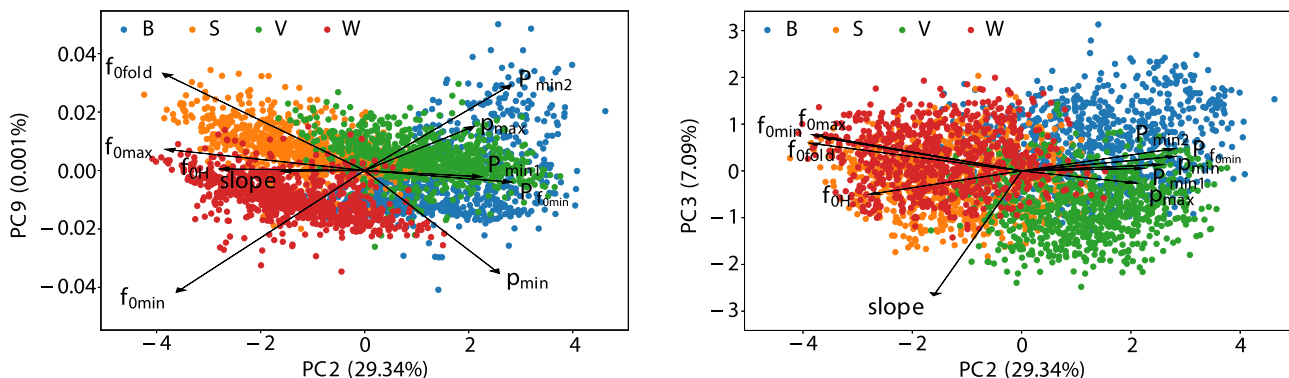 B S V W
0.04
0.02
0.00
−0.02
−0.04
PC9 (0.001%)
f0fold
f0max
f0H
slope
f0min
Pmin2
pmax
Pmin1
Pf0min
pmin
−4 −2 0 2 4
PC2 (29.34%)
B S V W
3
2
1
0
−1
−2
−3
PC3 (7.09%)
f0max
f0min
f0fold
f0H
slope
Pmin2
Pf0min
pmin
Pmin1
pmax
−4 −2 0 2 4
PC2 (29.34%)